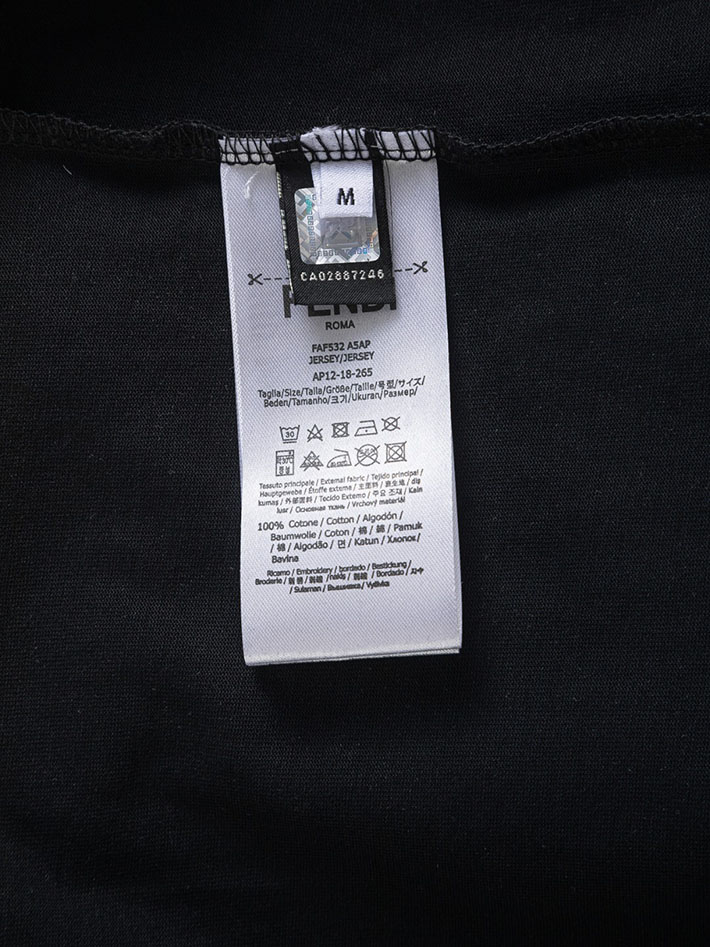 M
CA02887246
FENDI
ROMA
FAF532 A5AP
JERSEY/JERSEY
AP12-18-265
Taglia/Size/Talla/Größe/Taille/号型/サイズ/
Beden/Tamanho/크기/Ukuran/Размер/
30
Tessuto principale / External fabric / Tejido principal /
Hauptgewebe / Étoffe externe / 主面料 / 表生地 / dış
kumaş / 外部面料 / Tecido Externo / 주요 조재 / Kain
luar / Основная ткань / Vrchový materiál
100% Cotone / Cotton / Algodón /
Baumwolle / Coton / 棉 / 綿 / Pamuk
/ 棉 / Algodão / 면 / Katun / Хлопок /
Bavlna
Ricamo / Embroidery / bordado / Bestickung /
Broderie / 刺繡 / 刺繍 / nakış / 刺繡 / Bordado / 자수
/ Sulaman / Вышивка / Výšivka